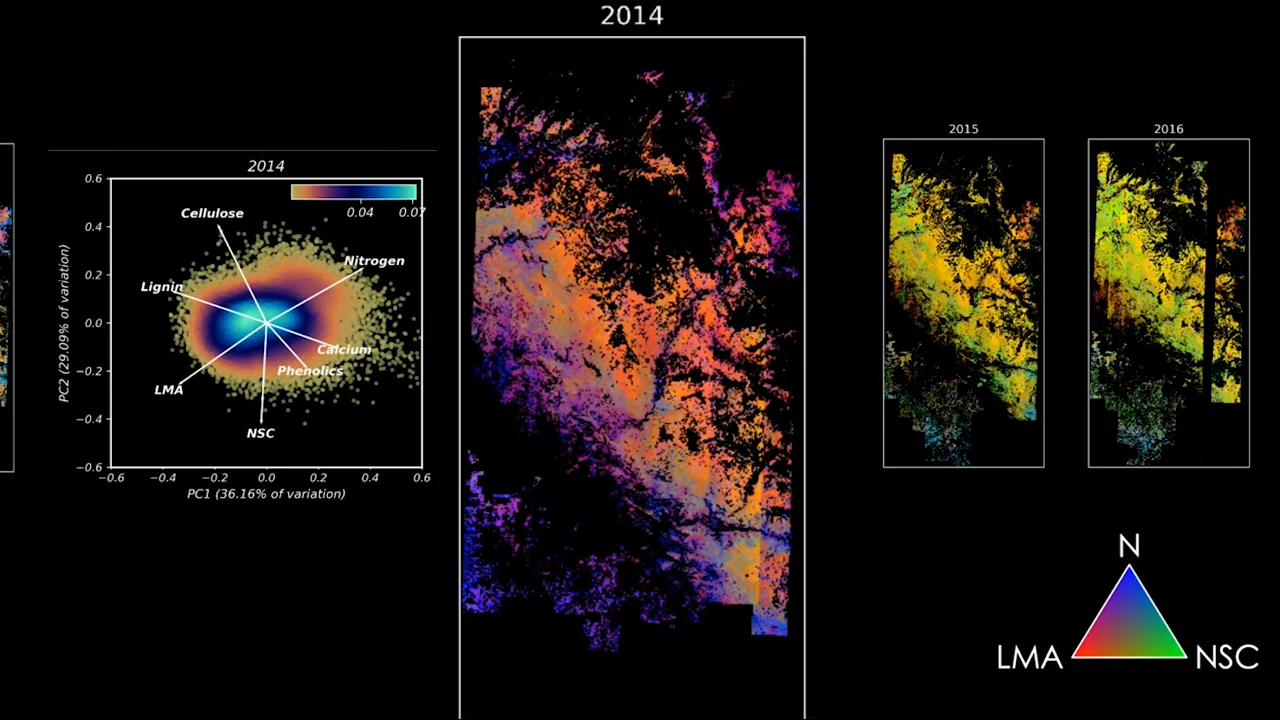 2014
2014
0.04
0.07
0.6
0.4
0.2
0.0
−0.2
−0.4
−0.6
Cellulose
Nitrogen
Lignin
Calcium
Phenolics
LMA
NSC
−0.6
−0.4
−0.2
0.0
0.2
0.4
0.6
PC1 (36.16% of variation)
PC2 (29.09% of variation)
2015
2016
N
LMA
NSC